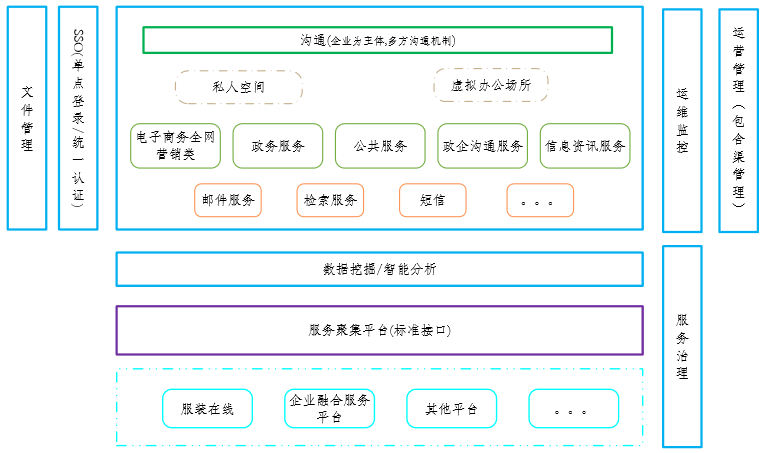 文件管理
SSO(单点登录/统一认证)
沟通(企业为主体,多方沟通机制)
私人空间
虚拟办公场所
电子商务全网
营销类
政务服务
公共服务
政企沟通服务
信息资讯服务
邮件服务
检索服务
短信
。。。
运维监控
运营管理（包含渠管理）
数据挖掘/智能分析
服务聚集平台(标准接口)
服务治理
服装在线
企业融合服务
平台
其他平台
。。。